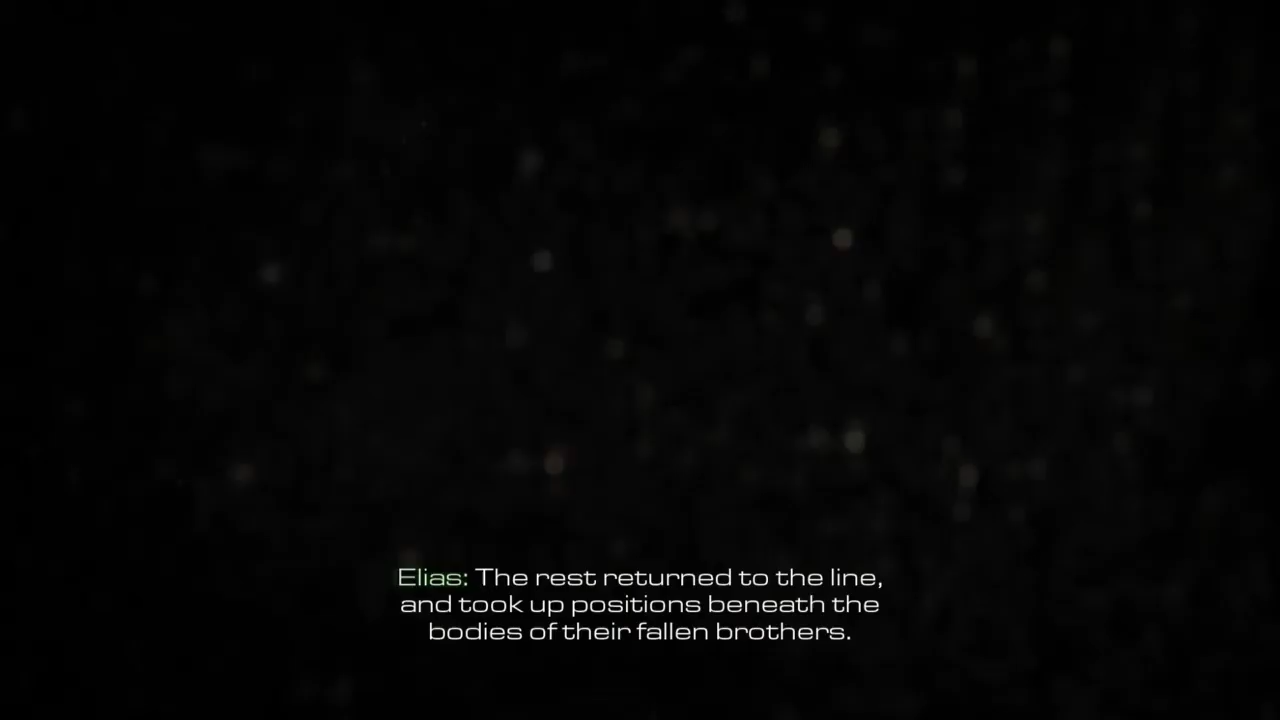 Elias: The rest returned to the line,
and took up positions beneath the
bodies of their fallen brothers.